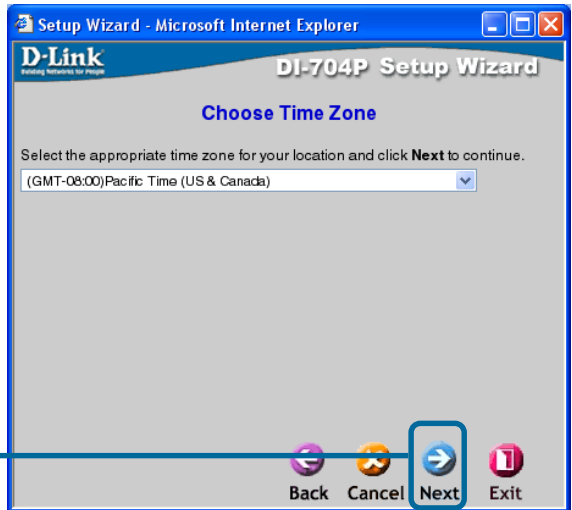 Setup Wizard - Microsoft Internet Explorer
D-Link
Building Networks for People
DI-704P Setup Wizard
Choose Time Zone
Select the appropriate time zone for your location and click Next to continue.
(GMT-08:00)Pacific Time (US & Canada)
Back Cancel Next Exit